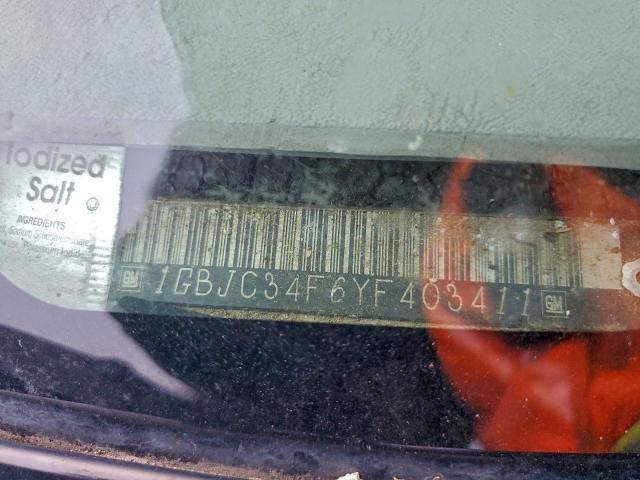 Iodized
Salt
INGREDIENTS
GM 1GBJC34F6YF403411 GM